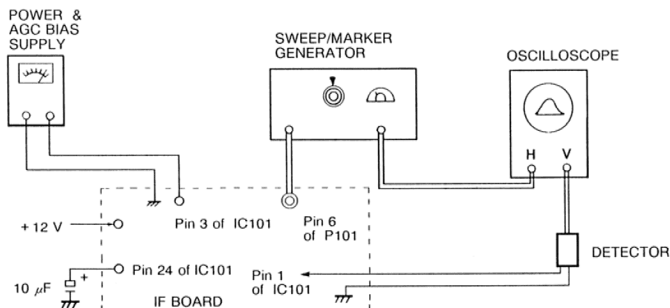 POWER &
AGC BIAS
SUPPLY
SWEEP/MARKER
GENERATOR
OSCILLOSCOPE
H V
+12 V
Pin 3 of IC101
Pin 6
of P101
DETECTOR
Pin 24 of IC101
Pin 1
of IC101
+
10 μF
IF BOARD